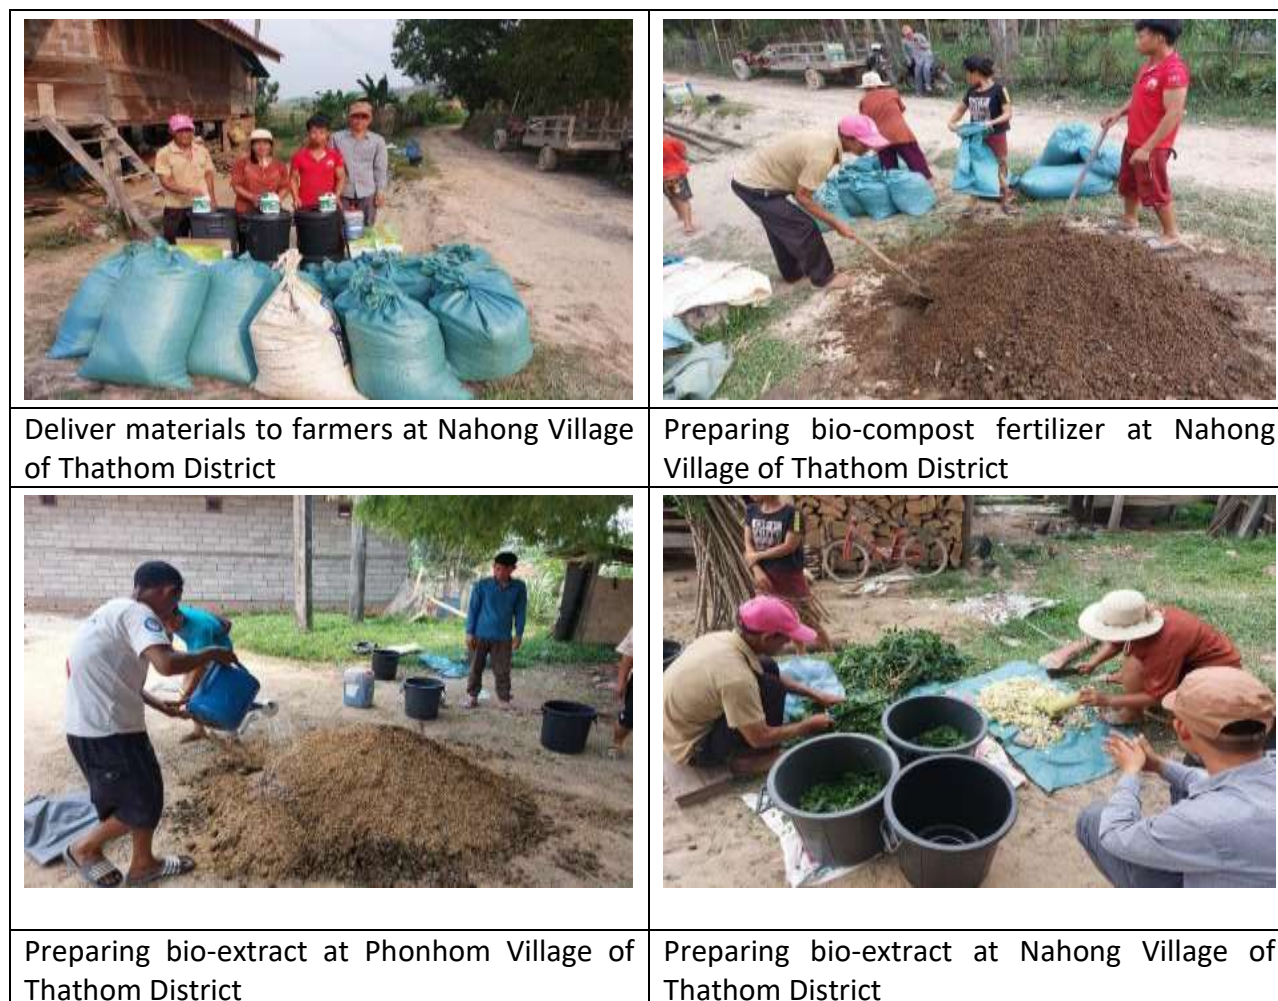 Deliver materials to farmers at Nahong Village
of Thathom District
Preparing bio-compost fertilizer at Nahong
Village of Thathom District
Preparing bio-extract at Phonhom Village of
Thathom District
Preparing bio-extract at Nahong Village of
Thathom District